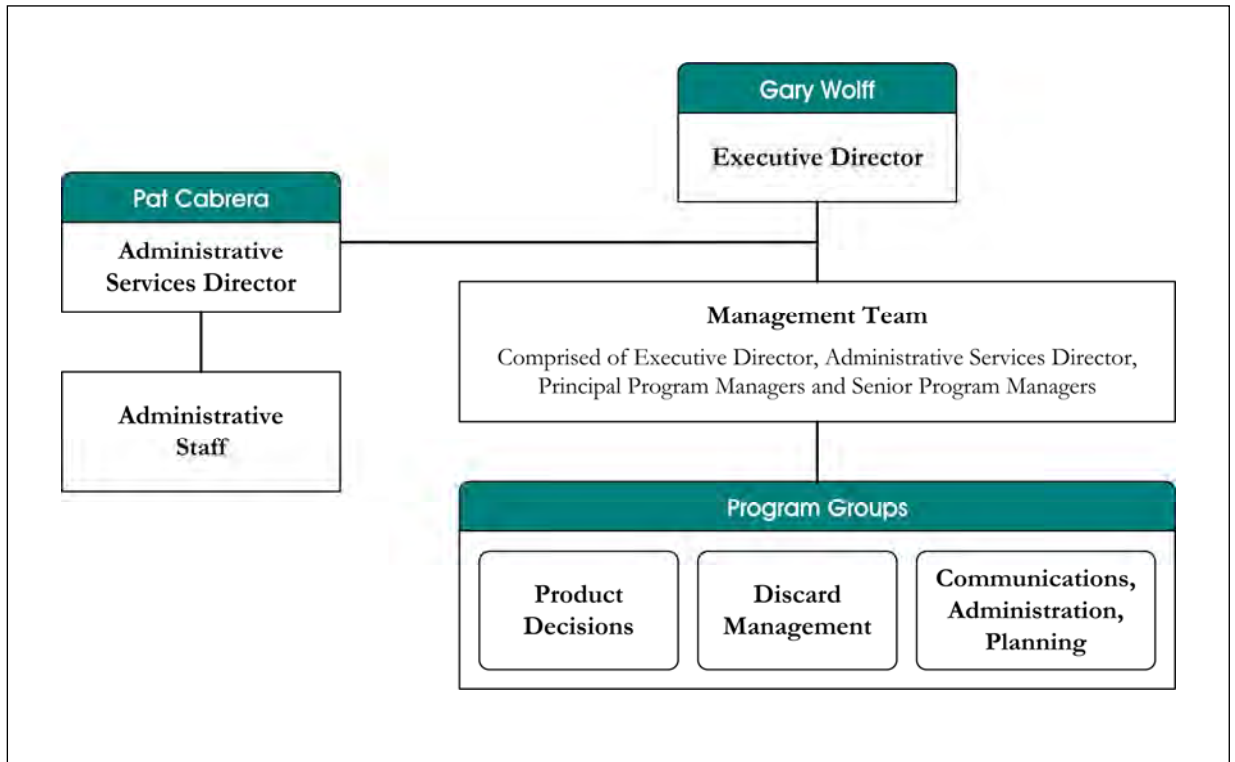 Gary Wolff
Executive Director
Pat Cabrera
Administrative
Services Director
Management Team
Comprised of Executive Director, Administrative Services Director,
Principal Program Managers and Senior Program Managers
Administrative
Staff
Program Groups
Product
Decisions
Discard
Management
Communications,
Administration,
Planning